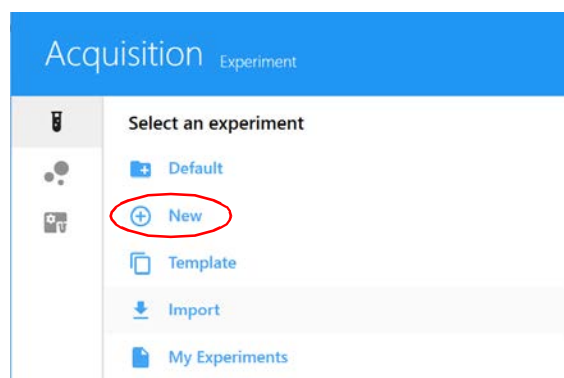 Acquisition Experiment
Select an experiment
Default
New
Template
Import
My Experiments